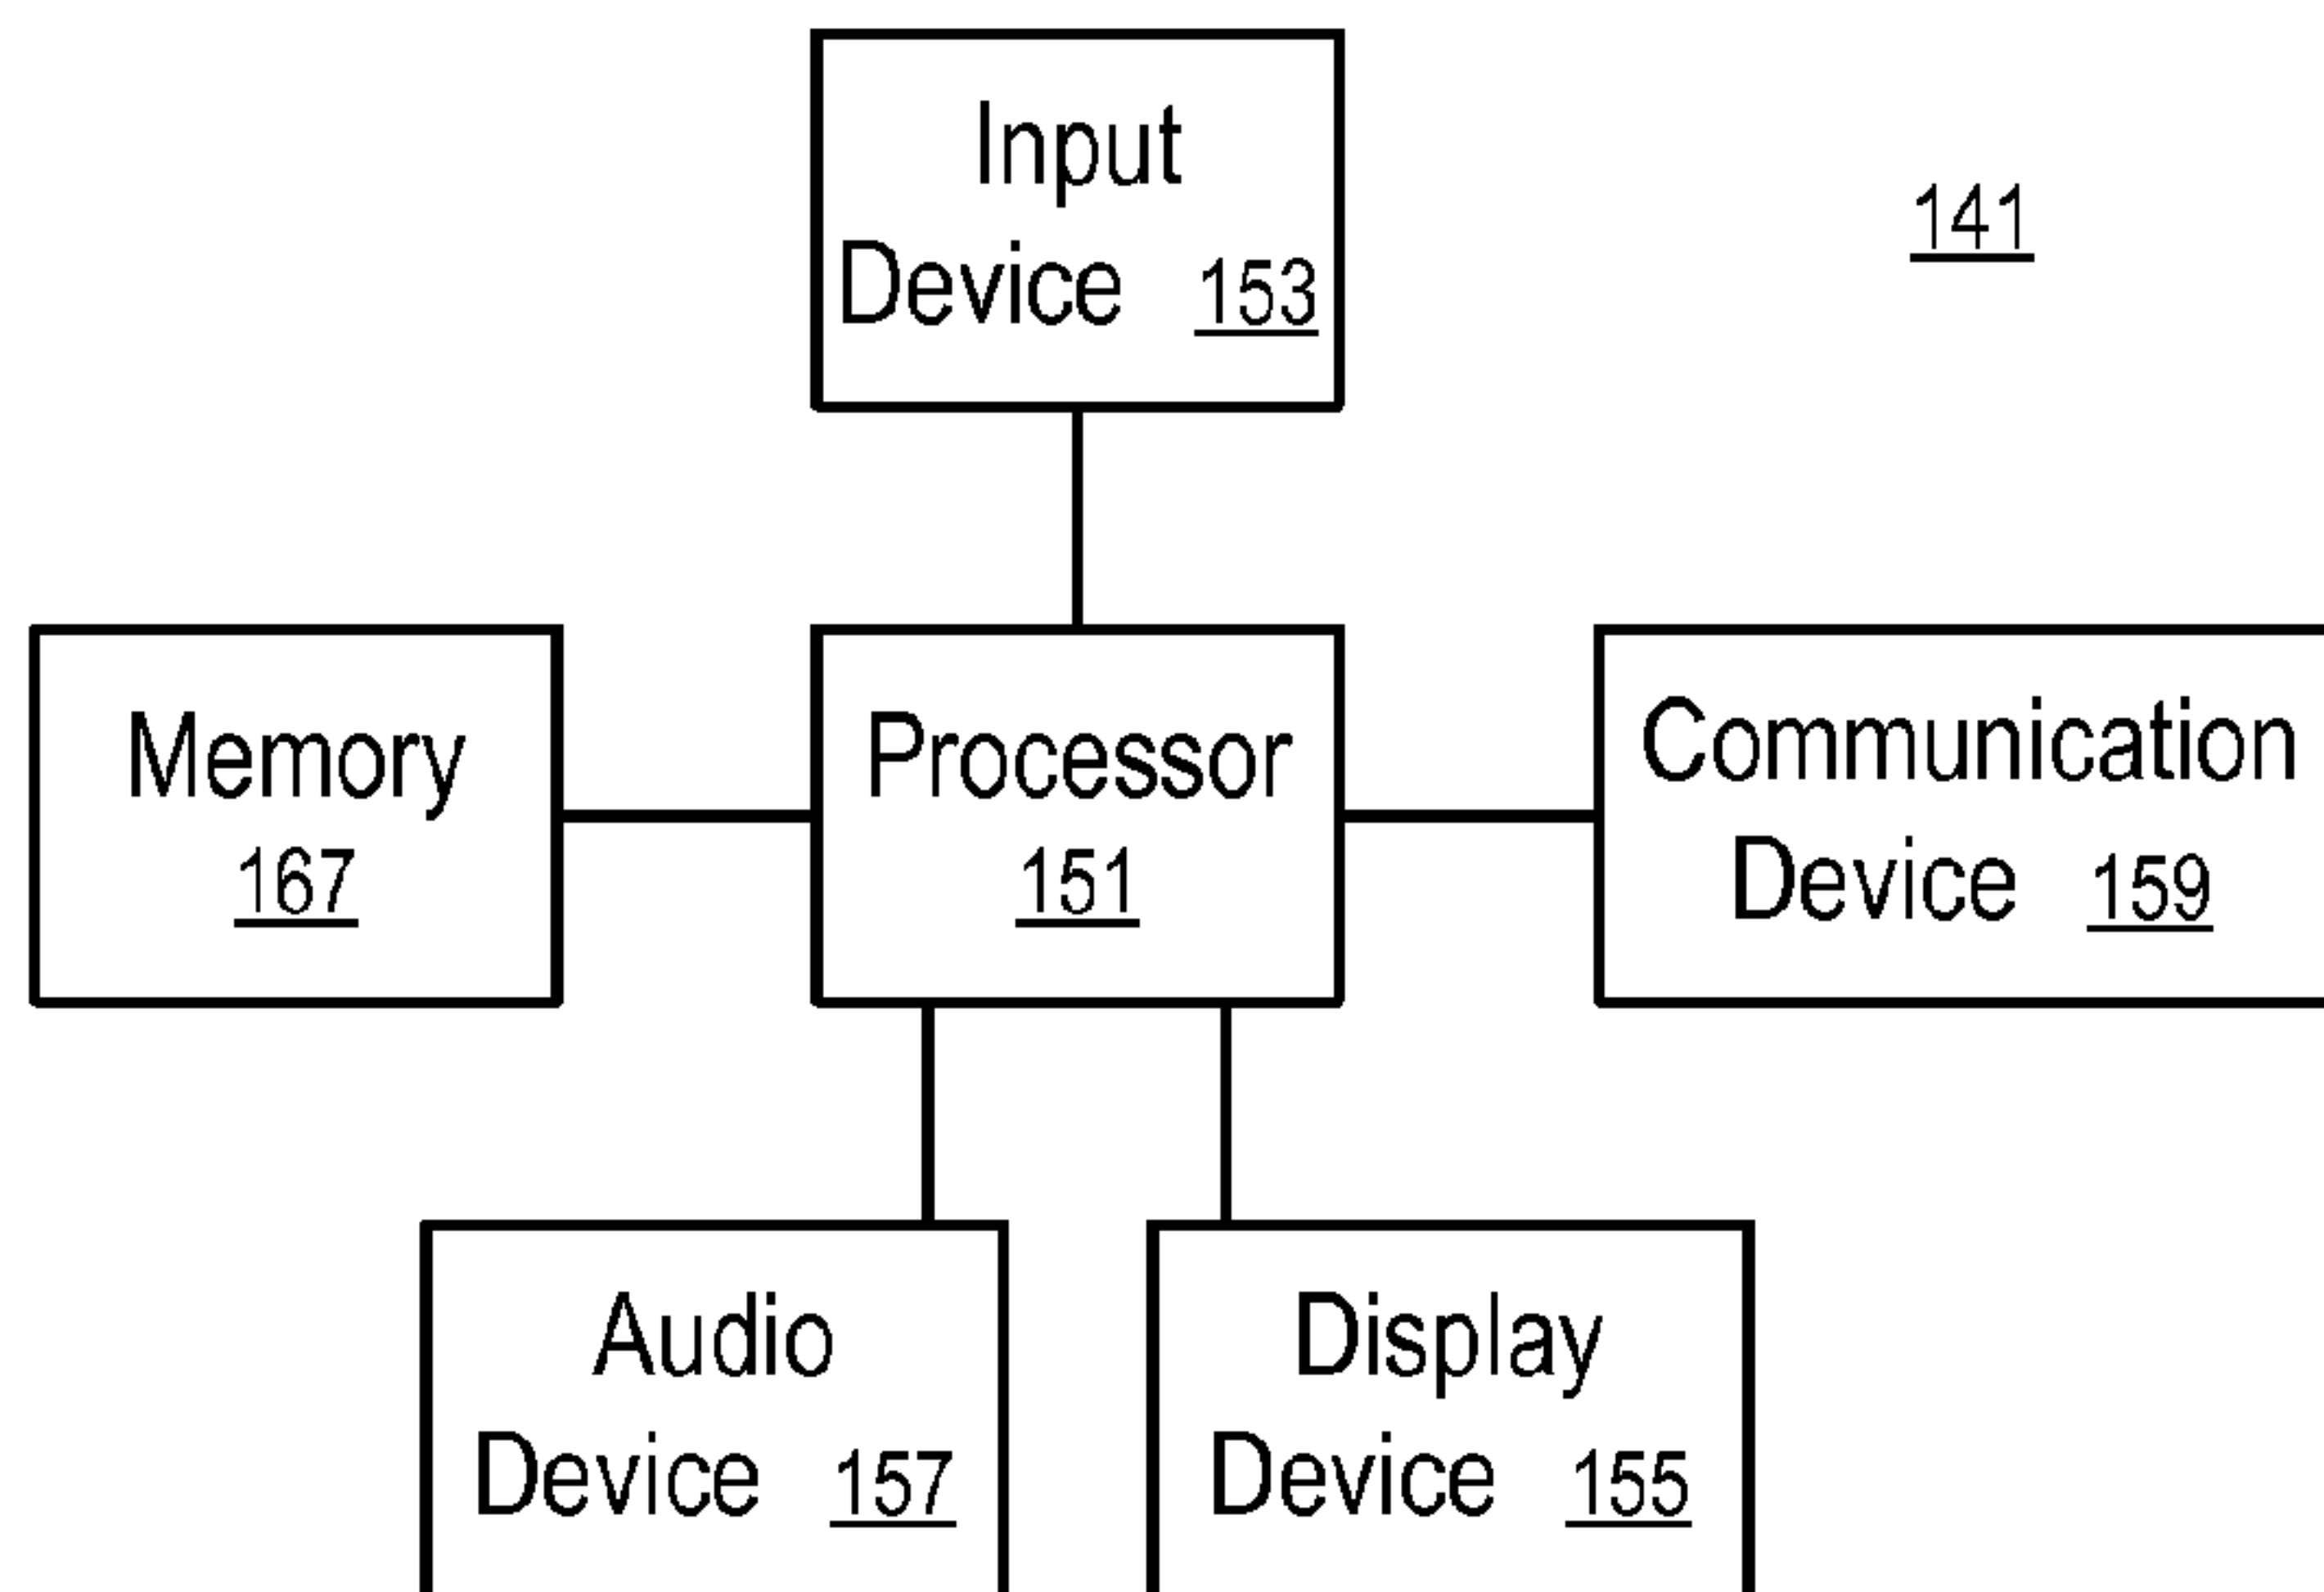 Input
Device 153
141
Memory
167
Processor
151
Communication
Device 159
Audio
Device 157
Display
Device 155